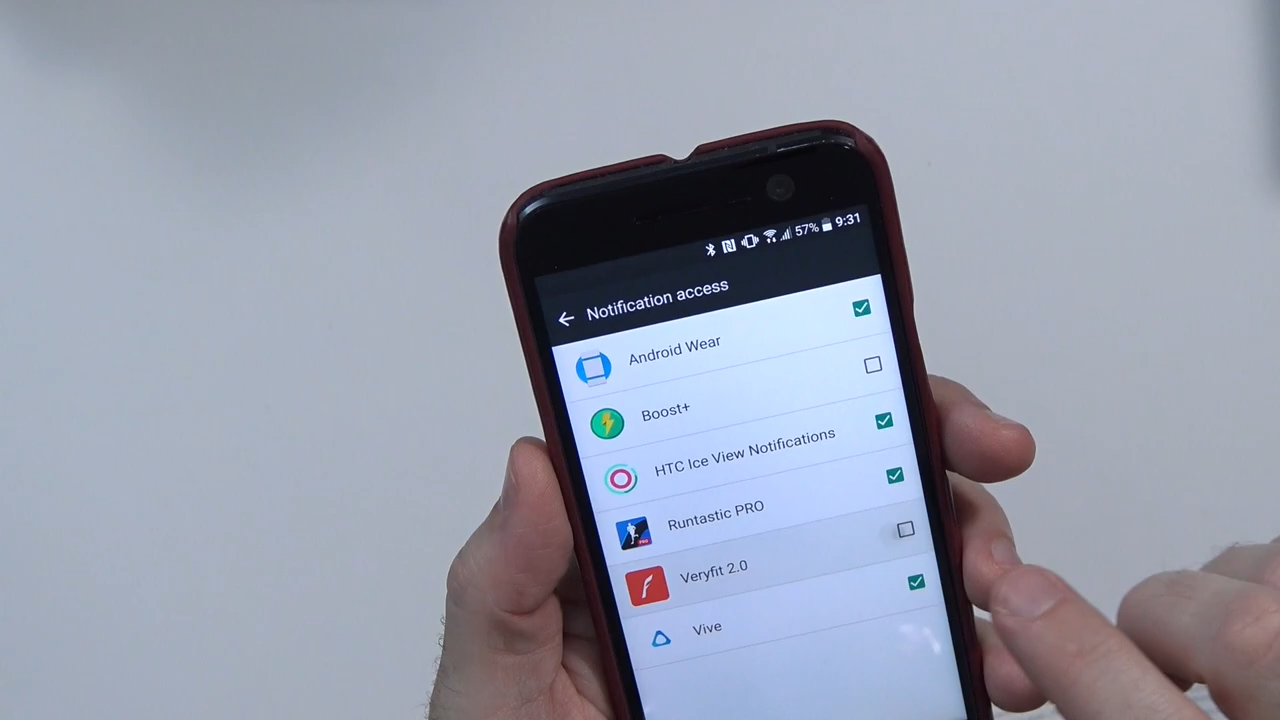 57% 9:31
Notification access
Android Wear
Boost+
HTC Ice View Notifications
Runtastic PRO
Veryfit 2.0
Vive